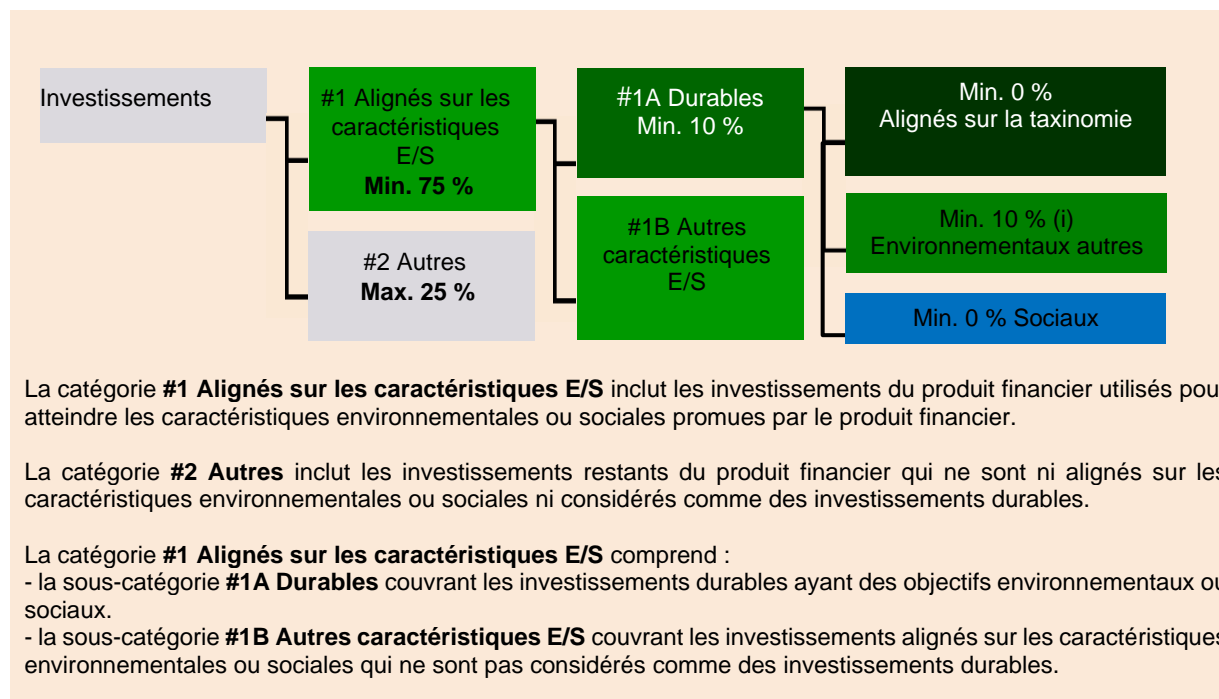 Investissements
#1 Alignés sur les
caractéristiques
E/S
Min. 75 %
#2 Autres
Max. 25 %
#1A Durables
Min. 10 %
#1B Autres
caractéristiques
E/S
Min. 0 %
Alignés sur la taxinomie
Min. 10 % (i)
Environnementaux autres
Min. 0 % Sociaux
La catégorie #1 Alignés sur les caractéristiques E/S inclut les investissements du produit financier utilisés pou
atteindre les caractéristiques environnementales ou sociales promues par le produit financier.
La catégorie #2 Autres inclut les investissements restants du produit financier qui ne sont ni alignés sur les
caractéristiques environnementales ou sociales ni considérés comme des investissements durables.
La catégorie #1 Alignés sur les caractéristiques E/S comprend :
- la sous-catégorie #1A Durables couvrant les investissements durables ayant des objectifs environnementaux ou
sociaux.
- la sous-catégorie #1B Autres caractéristiques E/S couvrant les investissements alignés sur les caractéristiques
environnementales ou sociales qui ne sont pas considérés comme des investissements durables.